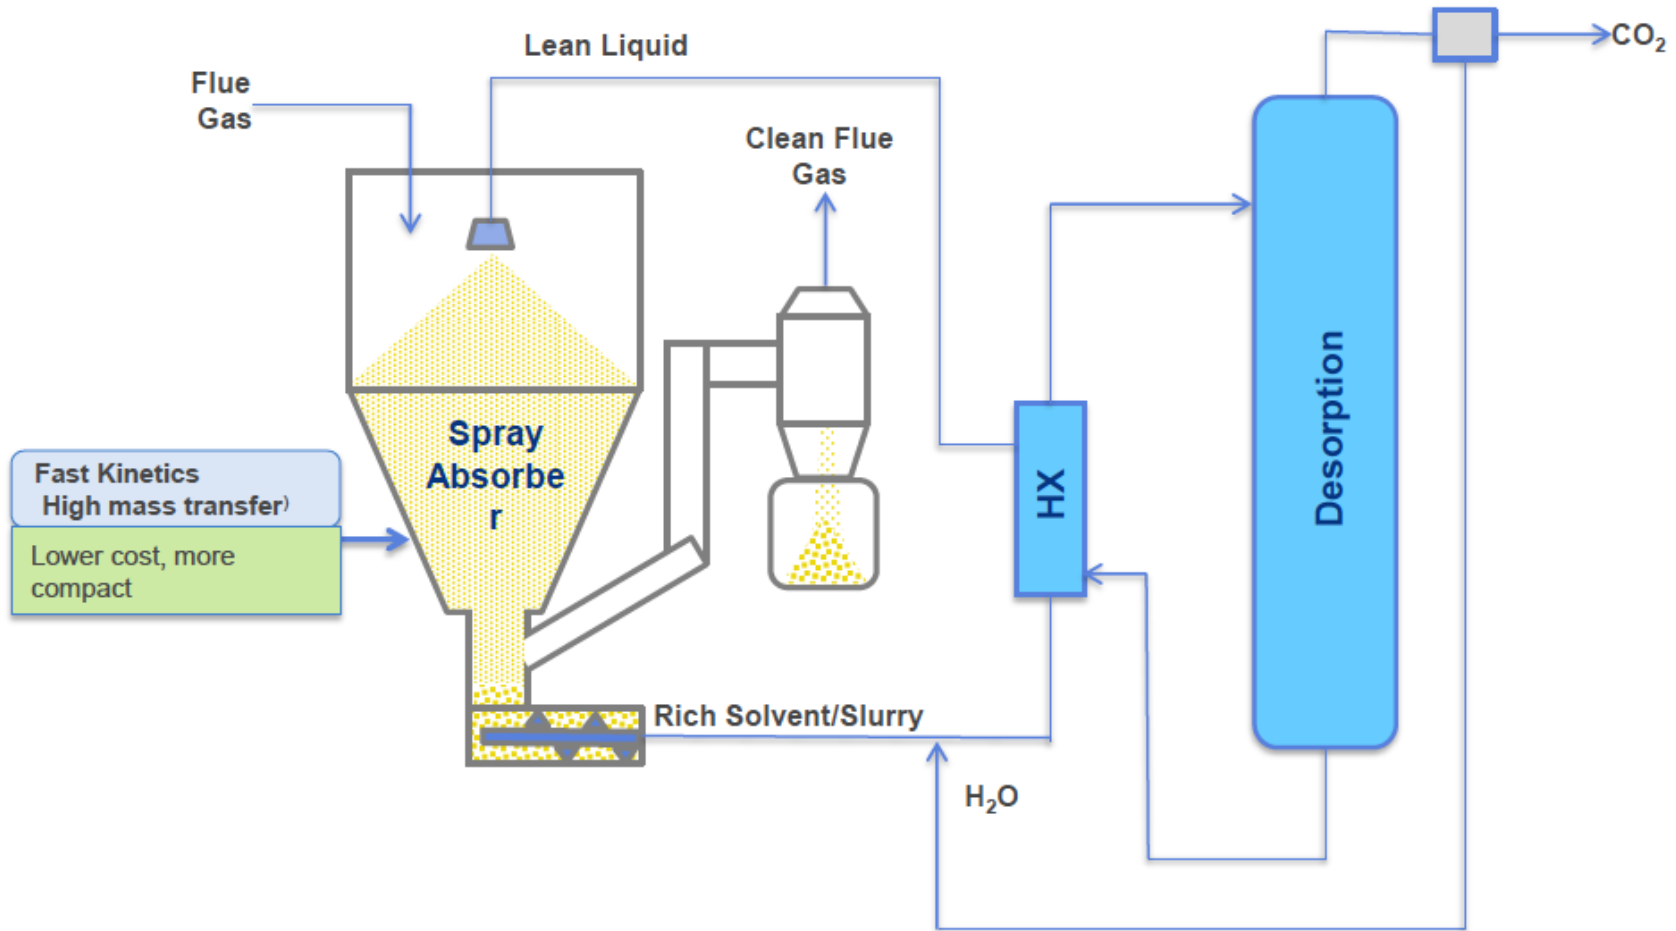 Lean Liquid
CO₂
Flue
Gas
Clean Flue
Gas
Spray
Absorbe
r
Fast Kinetics
High mass transfer)
Lower cost, more
compact
HX
Desorption
Rich Solvent/Slurry
H₂O